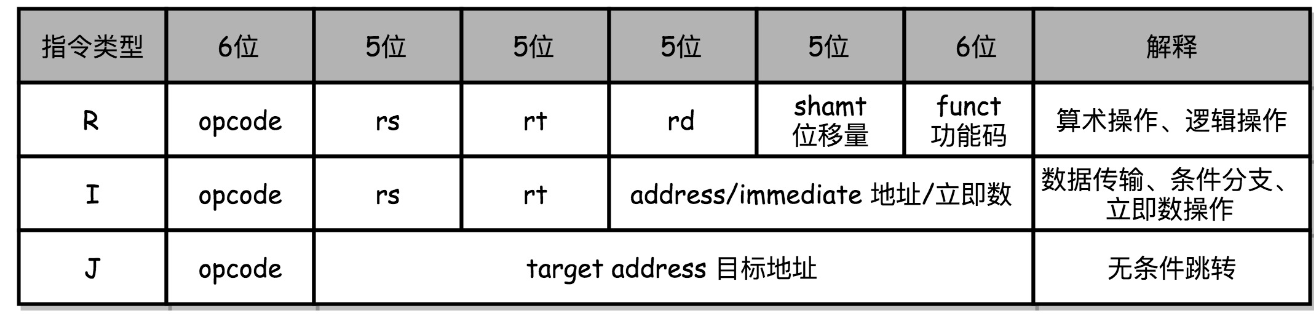 指令类型 6位 5位 5位 5位 5位 6位 解释
R opcode rs rt rd shamt 位移量 funct 功能码 算术操作、逻辑操作
I opcode rs rt address/immediate 地址/立即数 数据传输、条件分支、立即数操作
J opcode target address 目标地址 无条件跳转